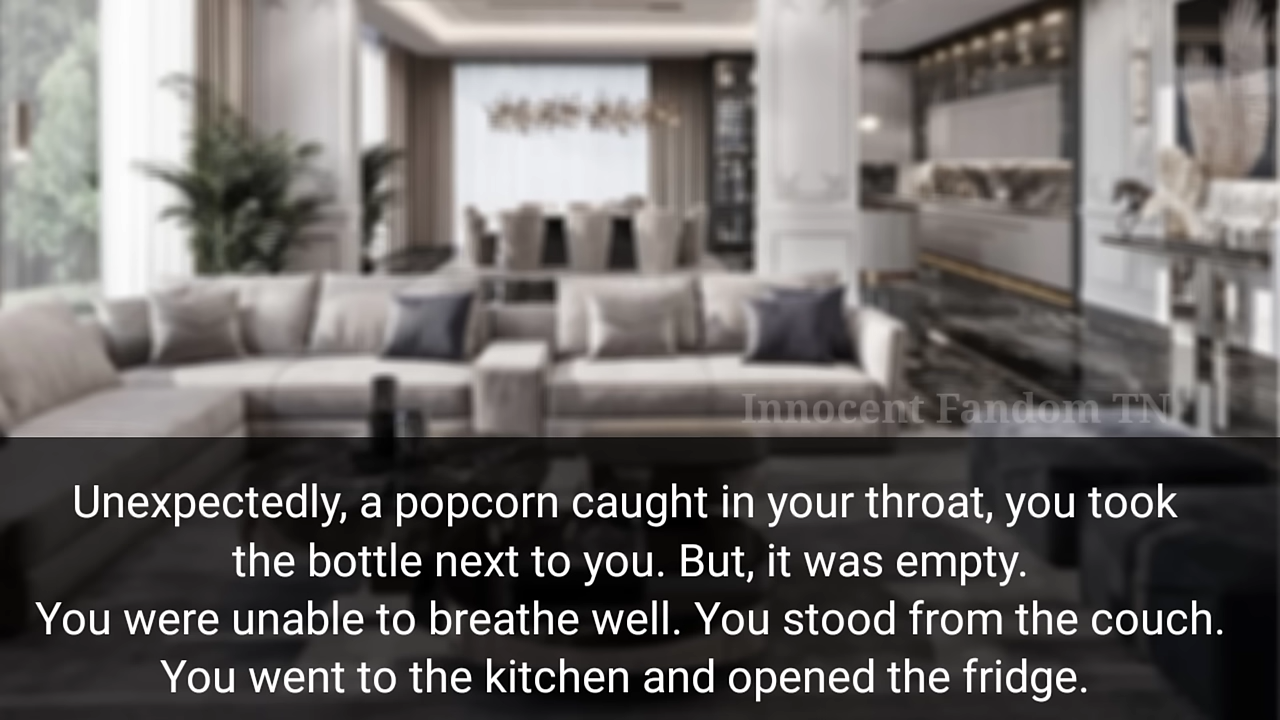 Innocent Fandom TN
Unexpectedly, a popcorn caught in your throat, you took
the bottle next to you. But, it was empty.
You were unable to breathe well. You stood from the couch.
You went to the kitchen and opened the fridge.